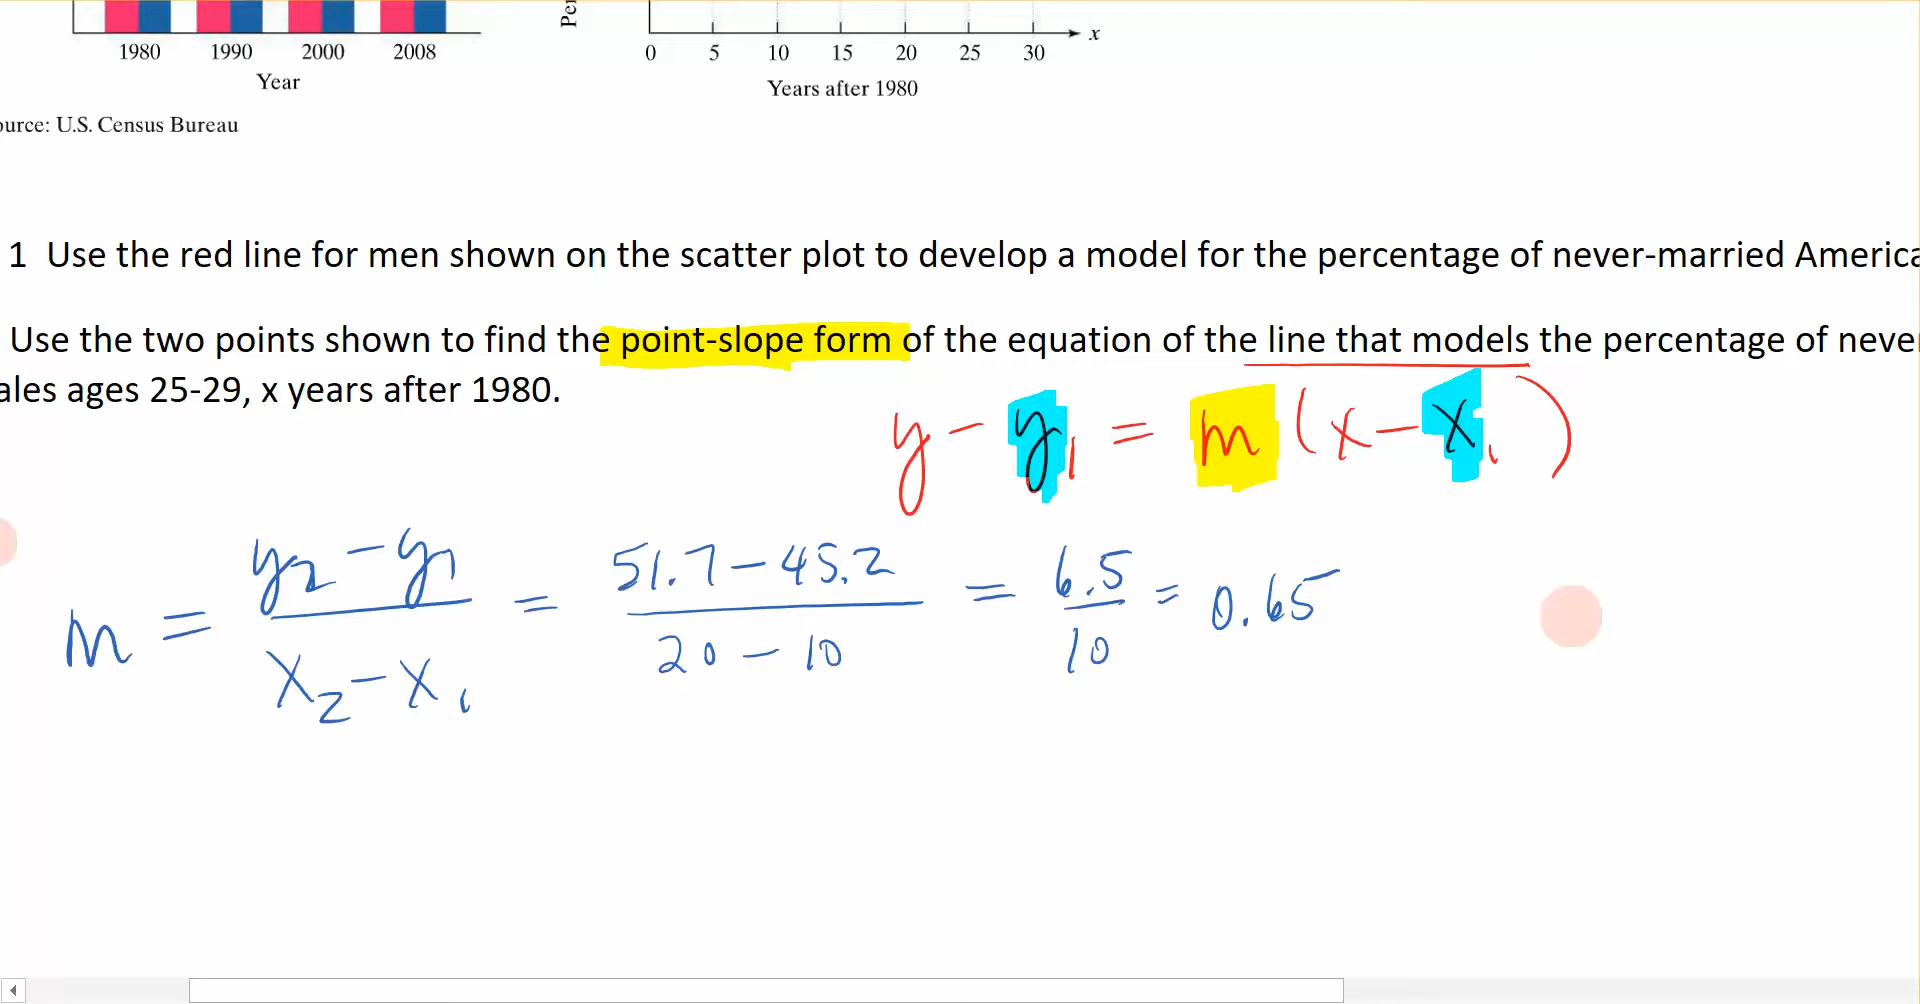 1980 1990 2000 2008
Year
ource: U.S. Census Bureau
Per
0 5 10 15 20 25 30 x
Years after 1980
1 Use the red line for men shown on the scatter plot to develop a model for the percentage of never-married America
Use the two points shown to find the point-slope form of the equation of the line that models the percentage of neve
ales ages 25-29, x years after 1980.
y - y₁ = m (x - x₁)
m = (y₂ - y₁)/(x₂ - x₁) = (51.7 - 45.2)/(20 - 10) = 6.5/10 = 0.65